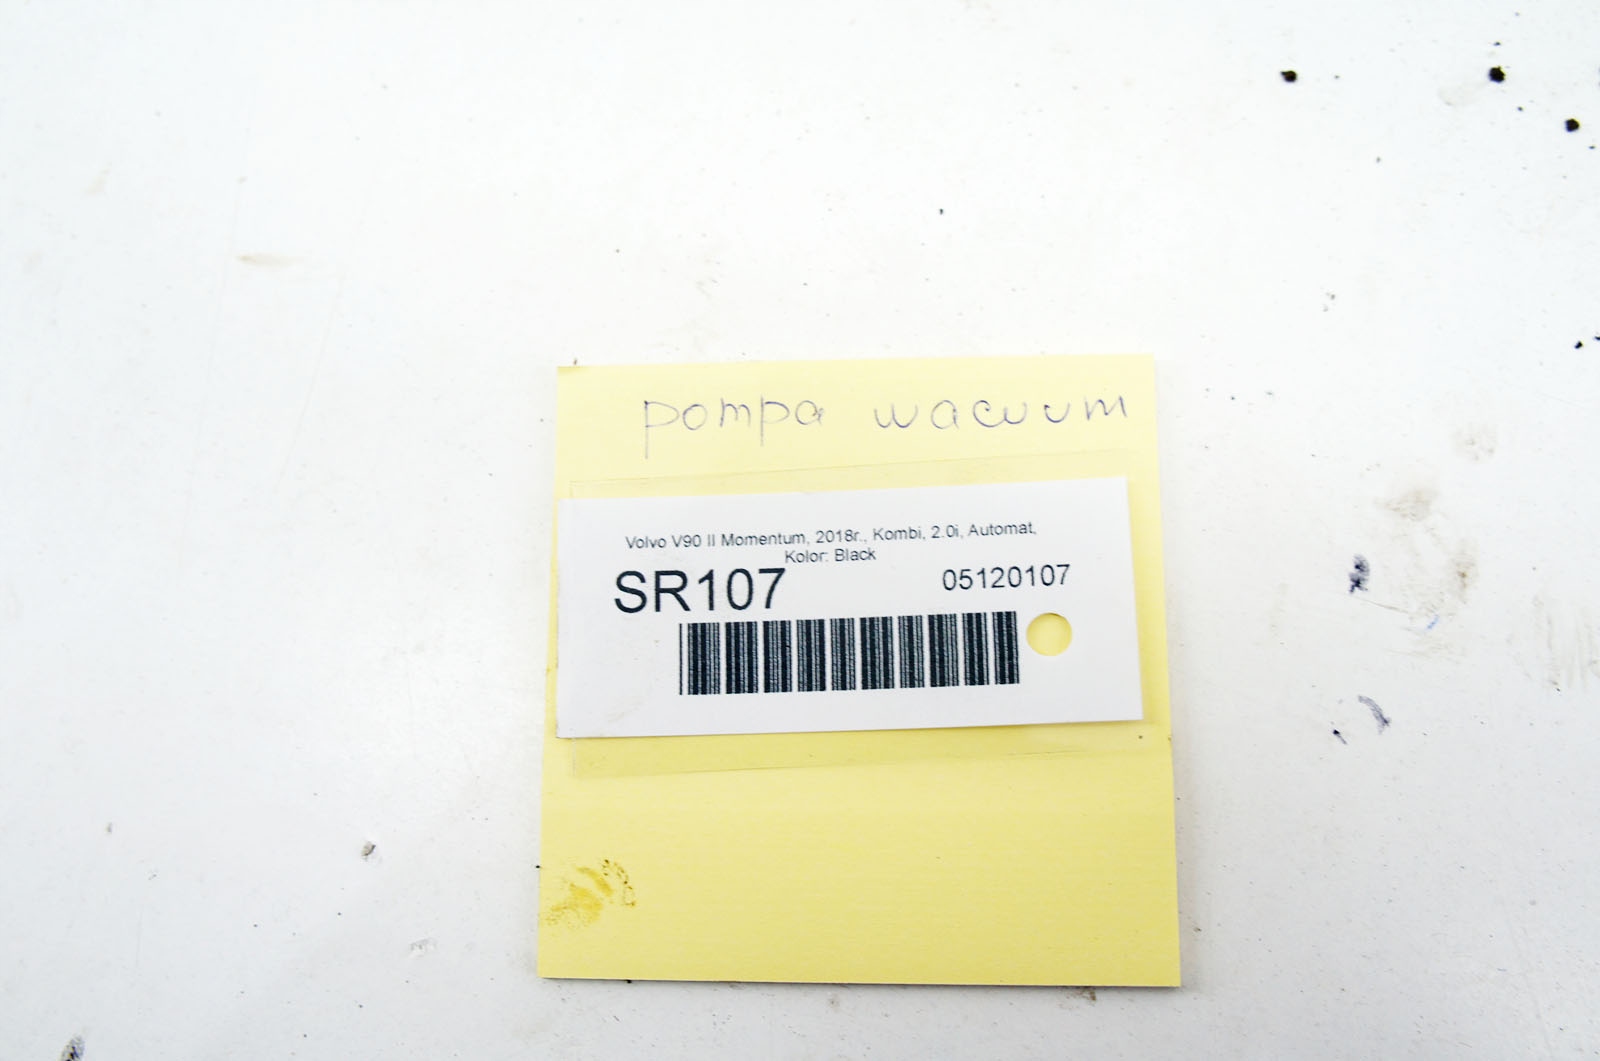 pompa wacuum
Volvo V90 II Momentum, 2018r., Kombi, 2.0i, Automat,
Kolor: Black
SR107
05120107